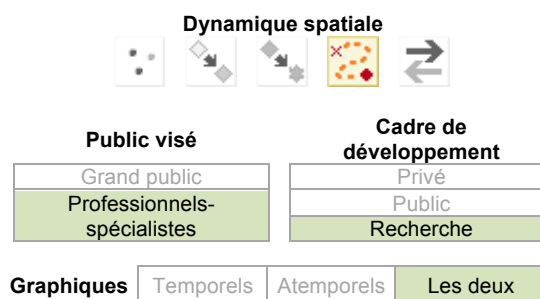 Dynamique spatiale
Public visé
Grand public
Professionnels-
spécialistes
Cadre de
développement
Privé
Public
Recherche
Graphiques Temporels Atemporels Les deux